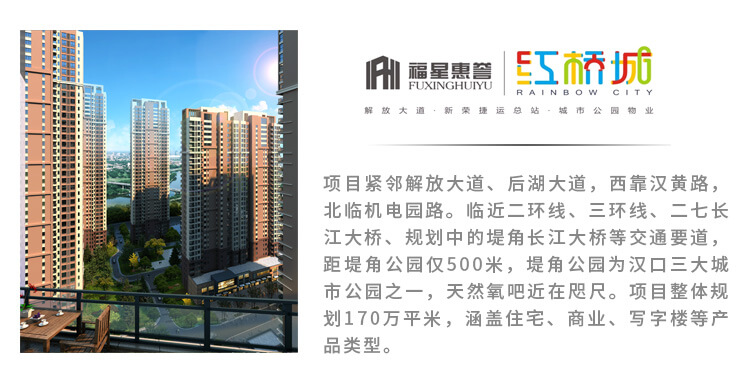 福星惠誉 红桥城
FUXINGHUIYU RAINBOW CITY
解放大道·新荣捷运总站·城市公园物业
项目紧邻解放大道、后湖大道，西靠汉黄路，
北临机电园路。临近二环线、三环线、二七长
江大桥、规划中的堤角长江大桥等交通要道，
距堤角公园仅500米，堤角公园为汉口三大城
市公园之一，天然氧吧近在咫尺。项目整体规
划170万平米，涵盖住宅、商业、写字楼等产
品类型。